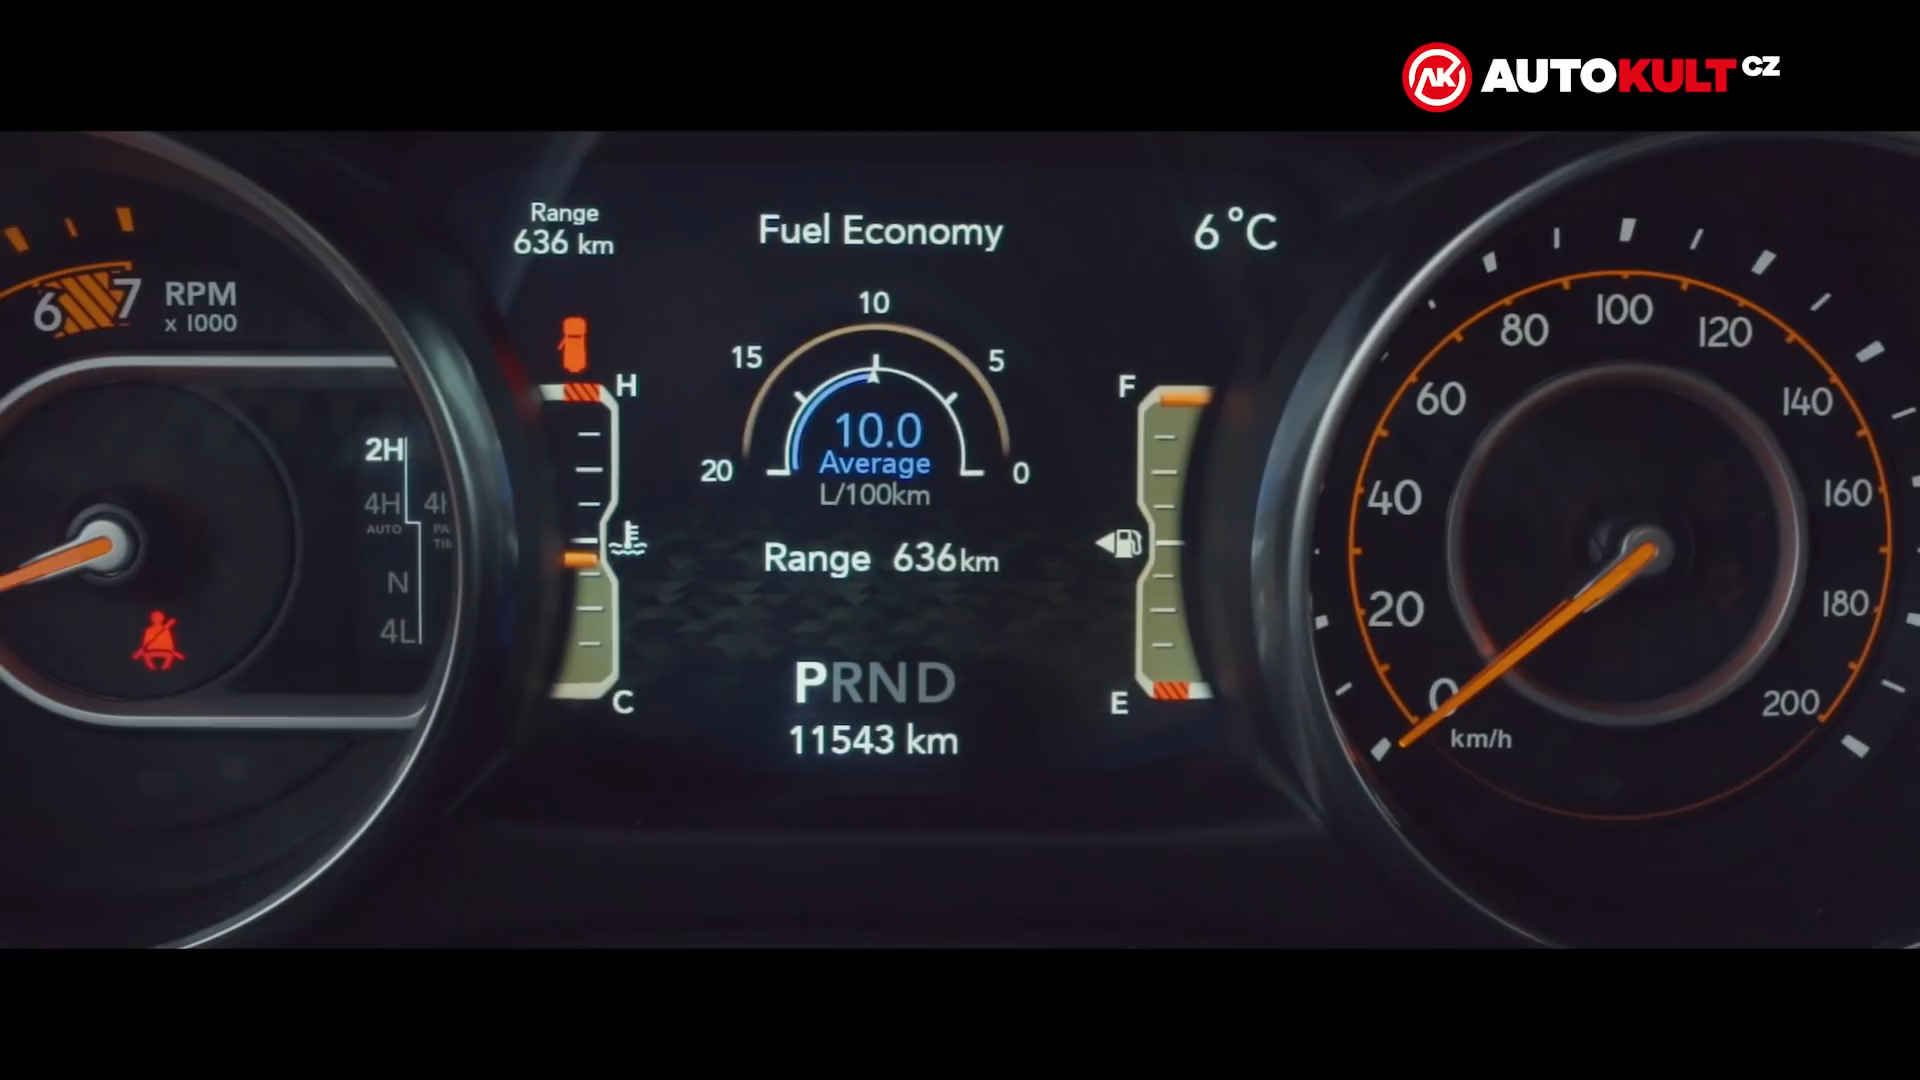 AUTOKULT CZ
Range
636 km
Fuel Economy
6°C
6 7 RPM
x 1000
H
C
2H
4H
AUTO
N
4L
20 15 10 5 0
10.0
Average
L/100km
Range 636 km
PRND
11543 km
F
E
0 20 40 60 80 100 120 140 160 180 200
km/h